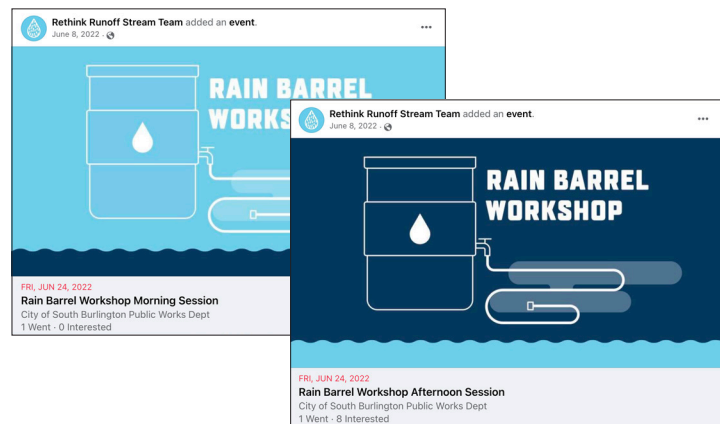 Rethink Runoff Stream Team added an event.
June 8, 2022 ·
RAIN BARREL
WORKS
FRI, JUN 24, 2022
Rain Barrel Workshop Morning Session
City of South Burlington Public Works Dept
1 Went · 0 Interested
Rethink Runoff Stream Team added an event.
June 8, 2022 ·
RAIN BARREL
WORKSHOP
FRI, JUN 24, 2022
Rain Barrel Workshop Afternoon Session
City of South Burlington Public Works Dept
1 Went · 8 Interested